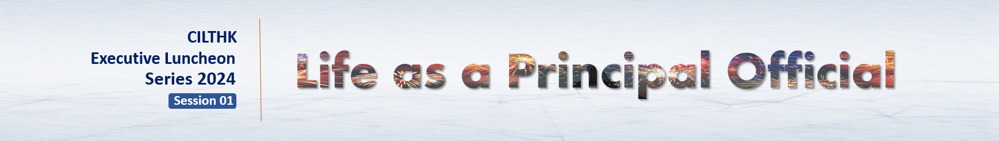 CILTHK
Executive Luncheon
Series 2024
Session 01
Life as a Principal Official